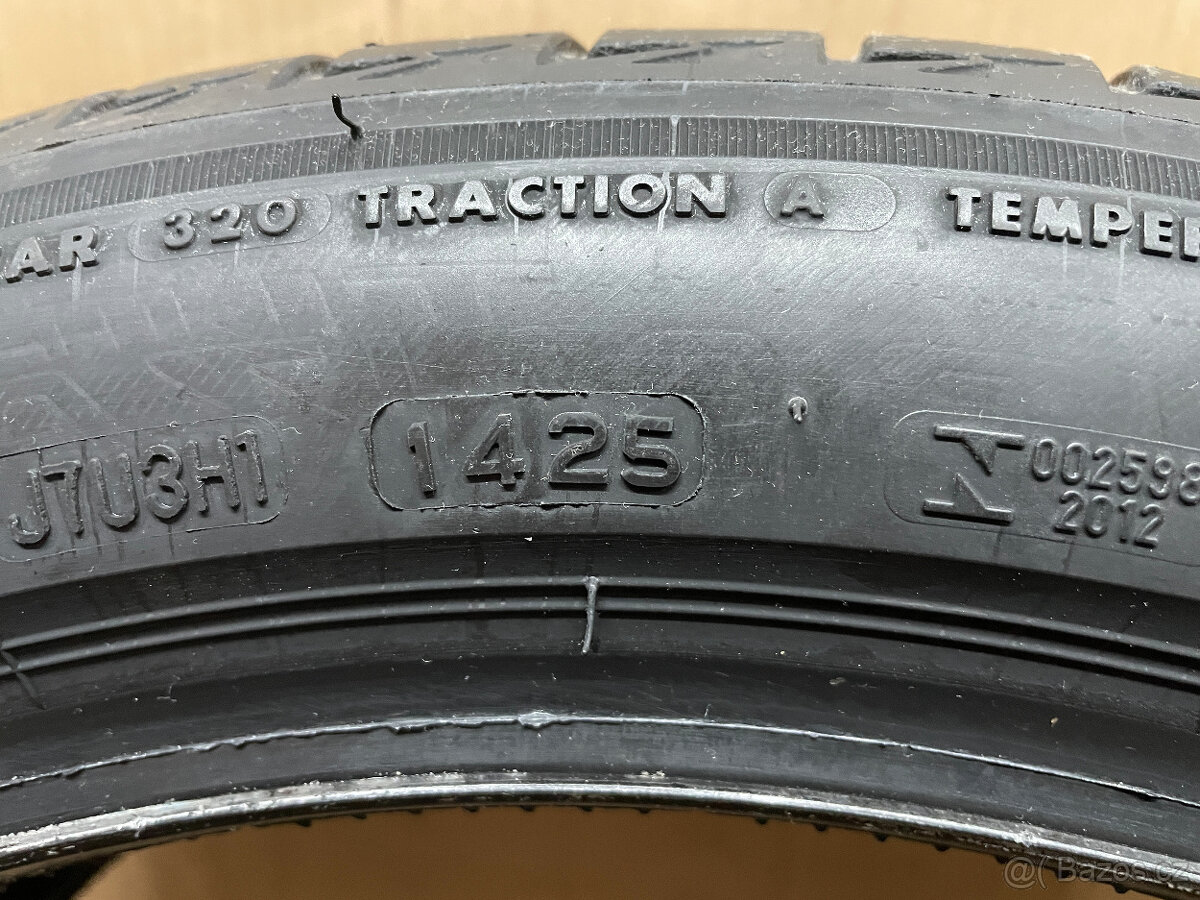 AR 320 TRACTION A TEMPER
J7U3H1 1425 002598
2012
@( Bazos.cz